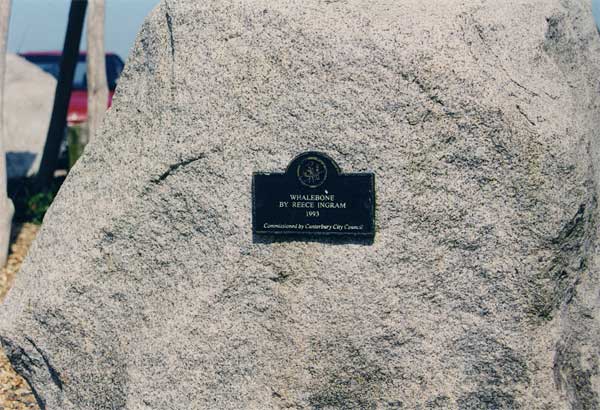 WHALEBONE
BY REECE INGRAM
1993
Commissioned by Canterbury City Council